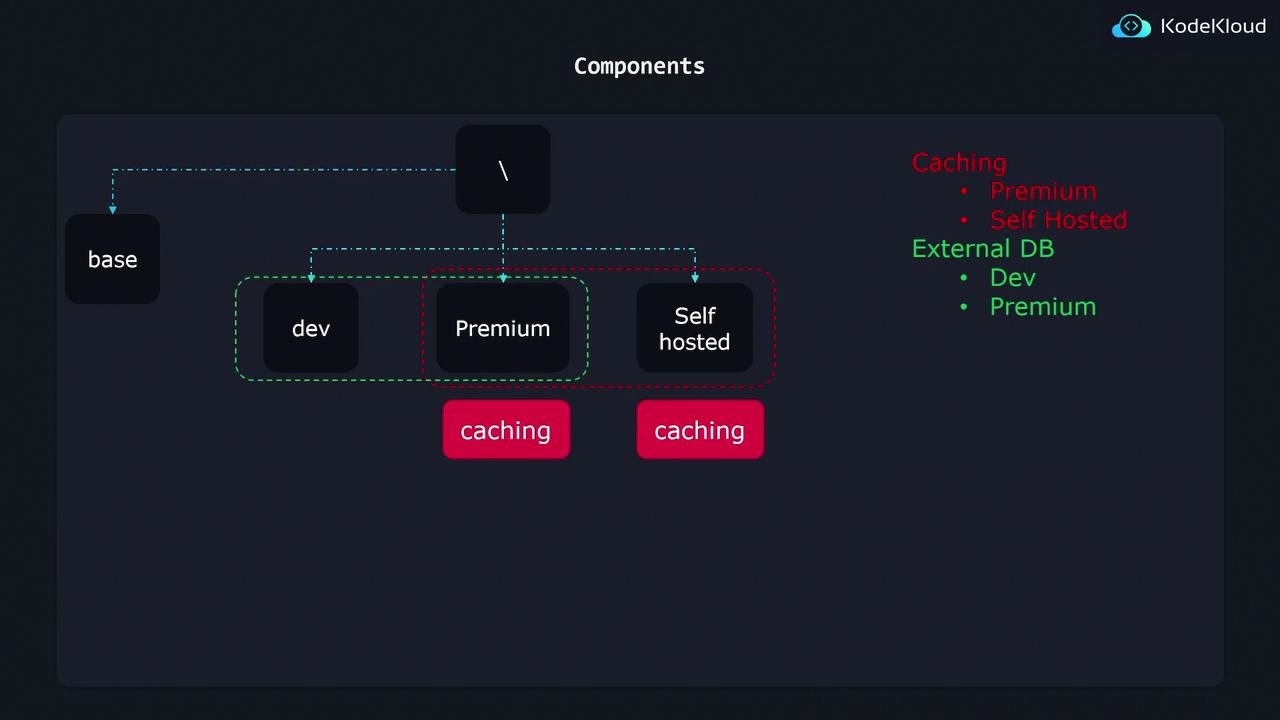 KodeKloud
Components
\
Caching
• Premium
• Self Hosted
External DB
• Dev
• Premium
base
dev
Premium
Self
hosted
caching
caching